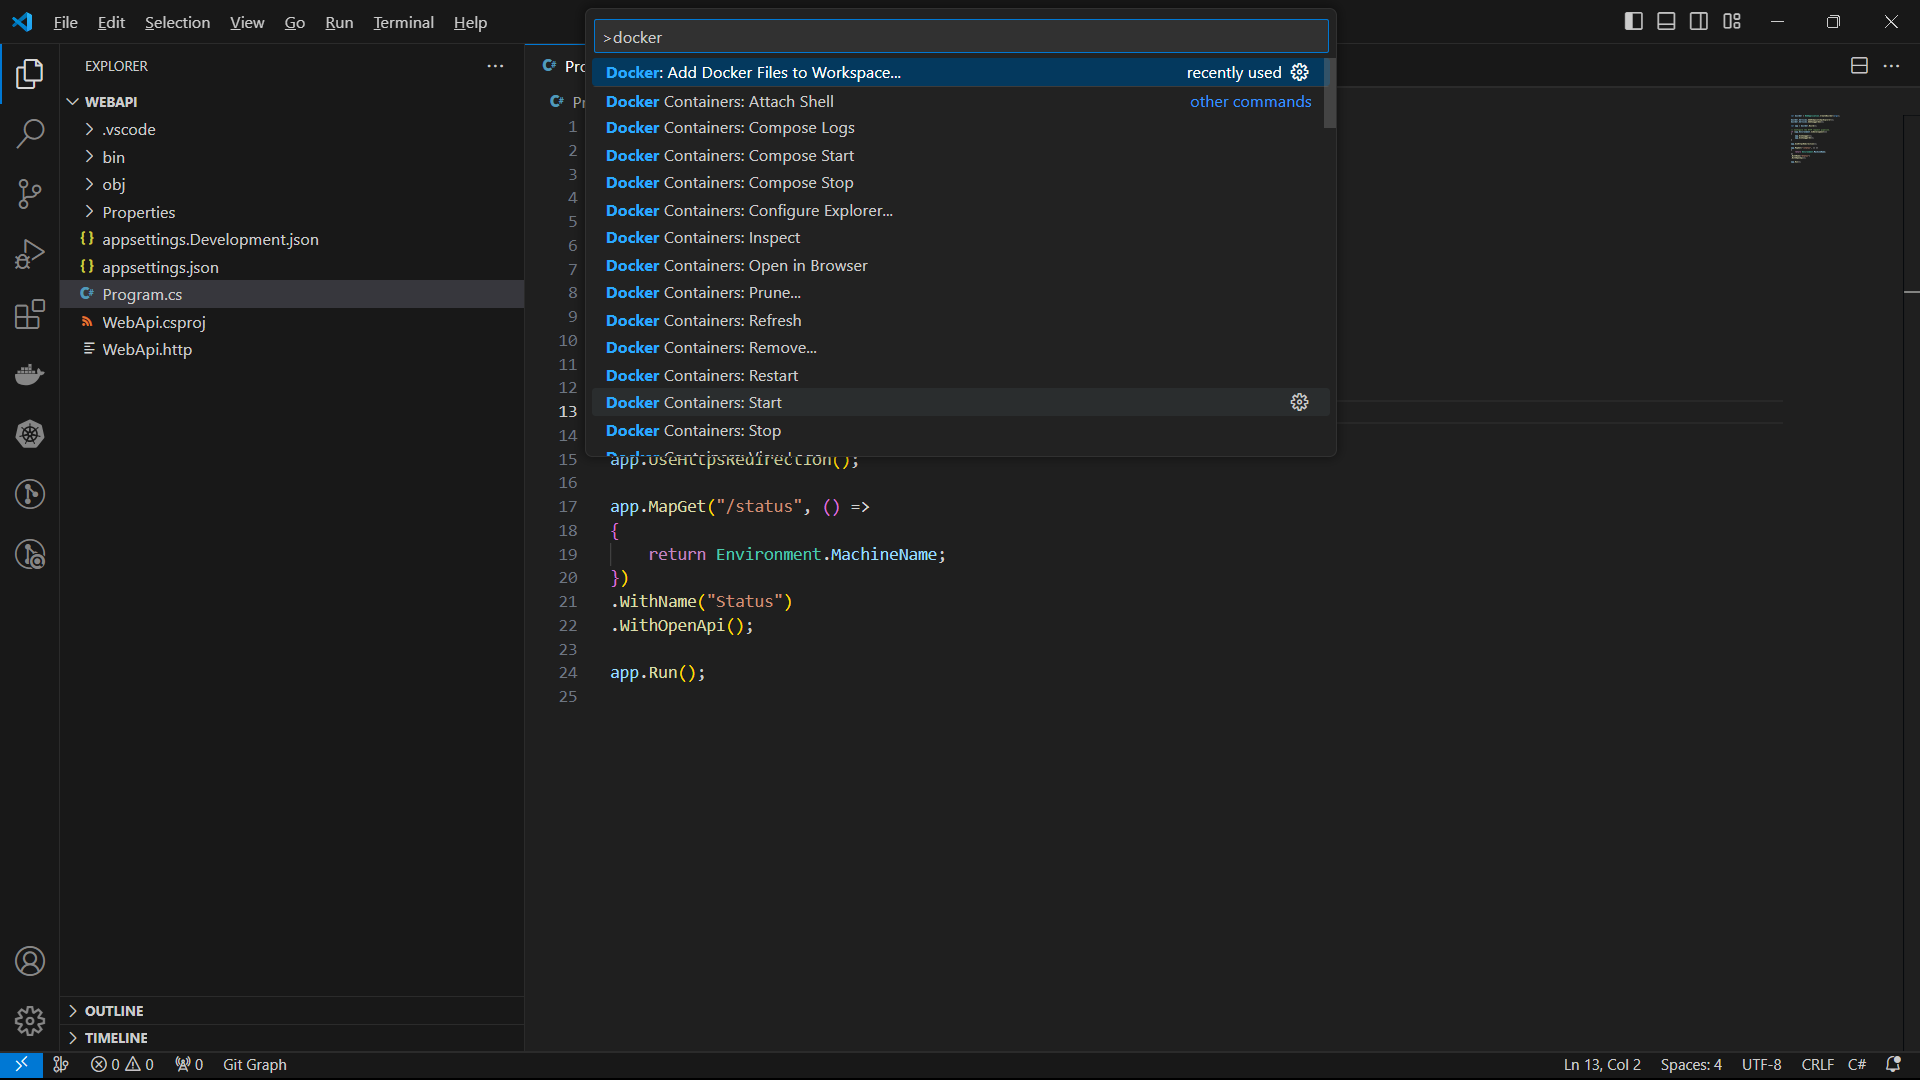 File Edit Selection View Go Run Terminal Help
EXPLORER
WEBAPI
.vscode
bin
obj
Properties
{} appsettings.Development.json
{} appsettings.json
C# Program.cs
WebApi.csproj
WebApi.http
OUTLINE
TIMELINE
>docker
Docker: Add Docker Files to Workspace... recently used
Docker Containers: Attach Shell other commands
Docker Containers: Compose Logs
Docker Containers: Compose Start
Docker Containers: Compose Stop
Docker Containers: Configure Explorer...
Docker Containers: Inspect
Docker Containers: Open in Browser
Docker Containers: Prune...
Docker Containers: Refresh
Docker Containers: Remove...
Docker Containers: Restart
Docker Containers: Start
Docker Containers: Stop
C# Pro
C# Pr
1
2
3
4
5
6
7
8
9
10
11
12
13
14
15 app.UseHttpsRedirection();
16
17 app.MapGet("/status", () =>
18 {
19 return Environment.MachineName;
20 })
21 .WithName("Status")
22 .WithOpenApi();
23
24 app.Run();
25
0 0 0 Git Graph Ln 13, Col 2 Spaces: 4 UTF-8 CRLF C#